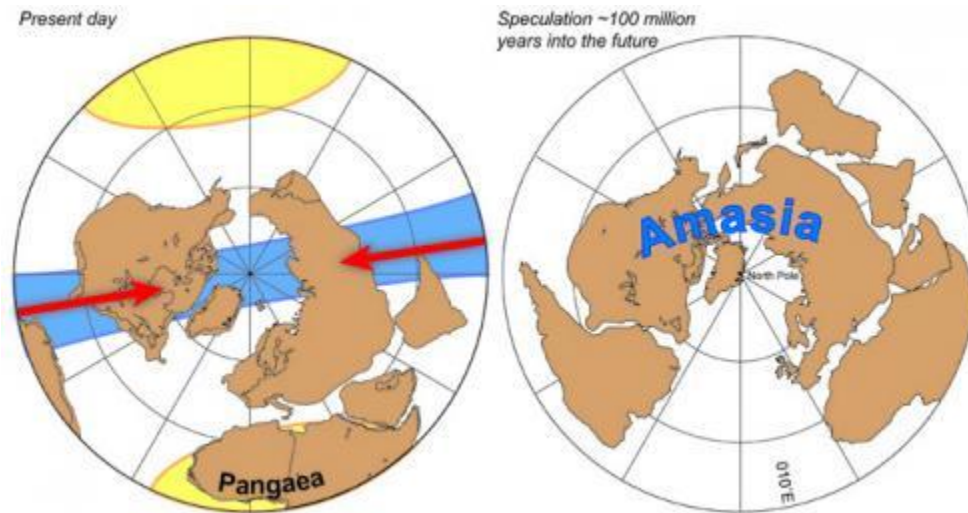 Present day
Speculation ~100 million
years into the future
Amasia
North Pole
Pangaea
010°E